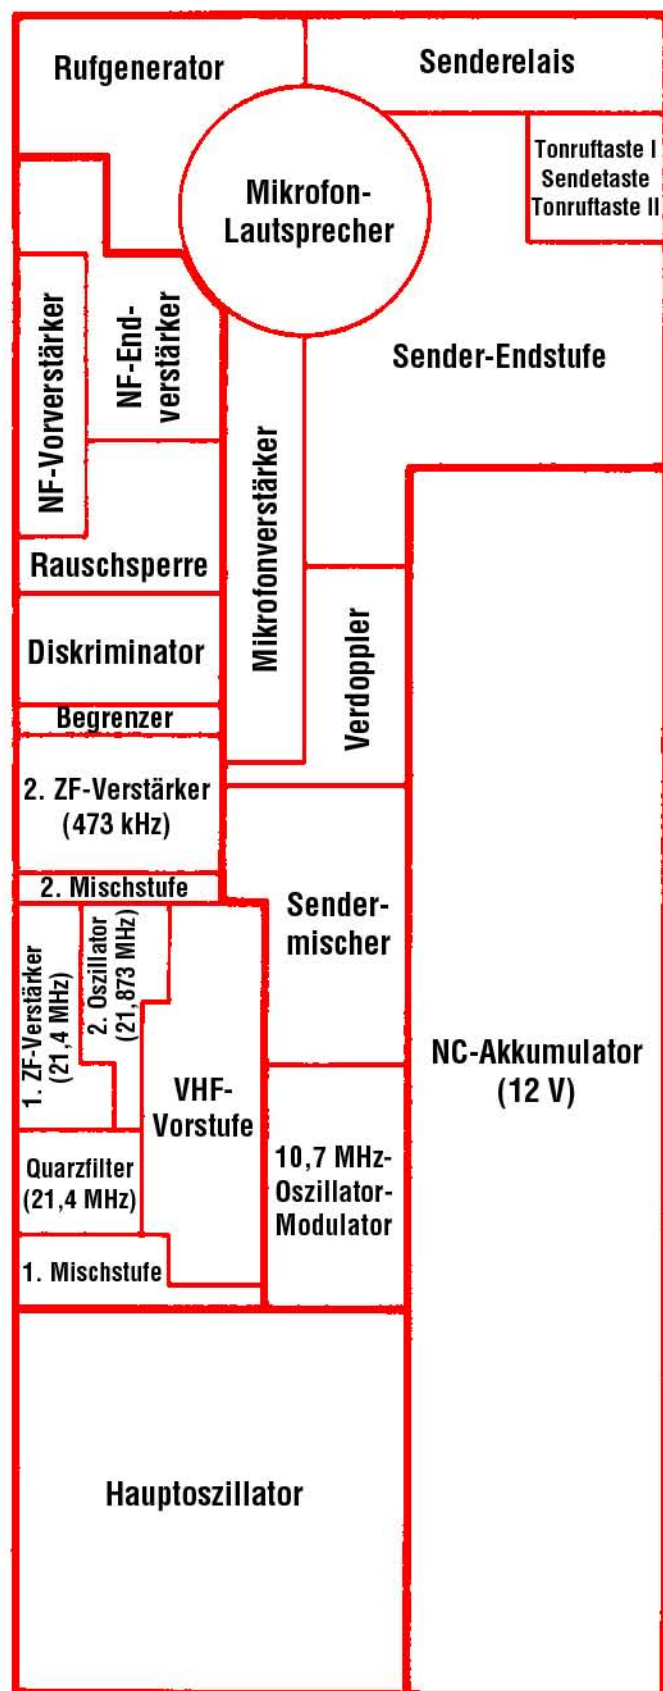 Rufgenerator
Senderelais
Tonruftaste I
Sendetaste
Tonruftaste II
Mikrofon-
Lautsprecher
NF-Vorverstärker
NF-End-
verstärker
Sender-Endstufe
Mikrofonverstärker
Rauschsperre
Diskriminator
Verdoppler
Begrenzer
2. ZF-Verstärker
(473 kHz)
2. Mischstufe
Sender-
mischer
1. ZF-Verstärker
(21,4 MHz)
2. Oszillator
(21,873 MHz)
VHF-
Vorstufe
NC-Akkumulator
(12 V)
Quarzfilter
(21,4 MHz)
10,7 MHz-
Oszillator-
Modulator
1. Mischstufe
Hauptoszillator